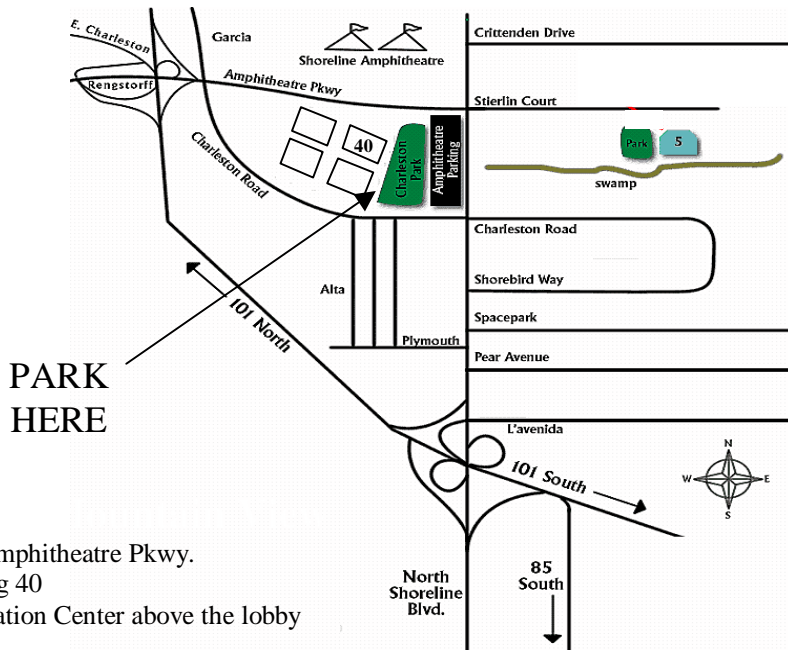 E. Charleston
Garcia
Shoreline Amphitheatre
Crittenden Drive
Rengstorff
Amphitheatre Pkwy
Stierlin Court
40
Charleston Park
Amphitheatre Parking
Park
5
swamp
Charleston Road
Charleston Road
Alta
Shorebird Way
101 North
Spacepark
Plymouth
Pear Avenue
PARK
HERE
L'avenida
101 South
N
W
E
S
mphitheatre Pkwy.
g 40
ation Center above the lobby
North
Shoreline
Blvd.
85
South